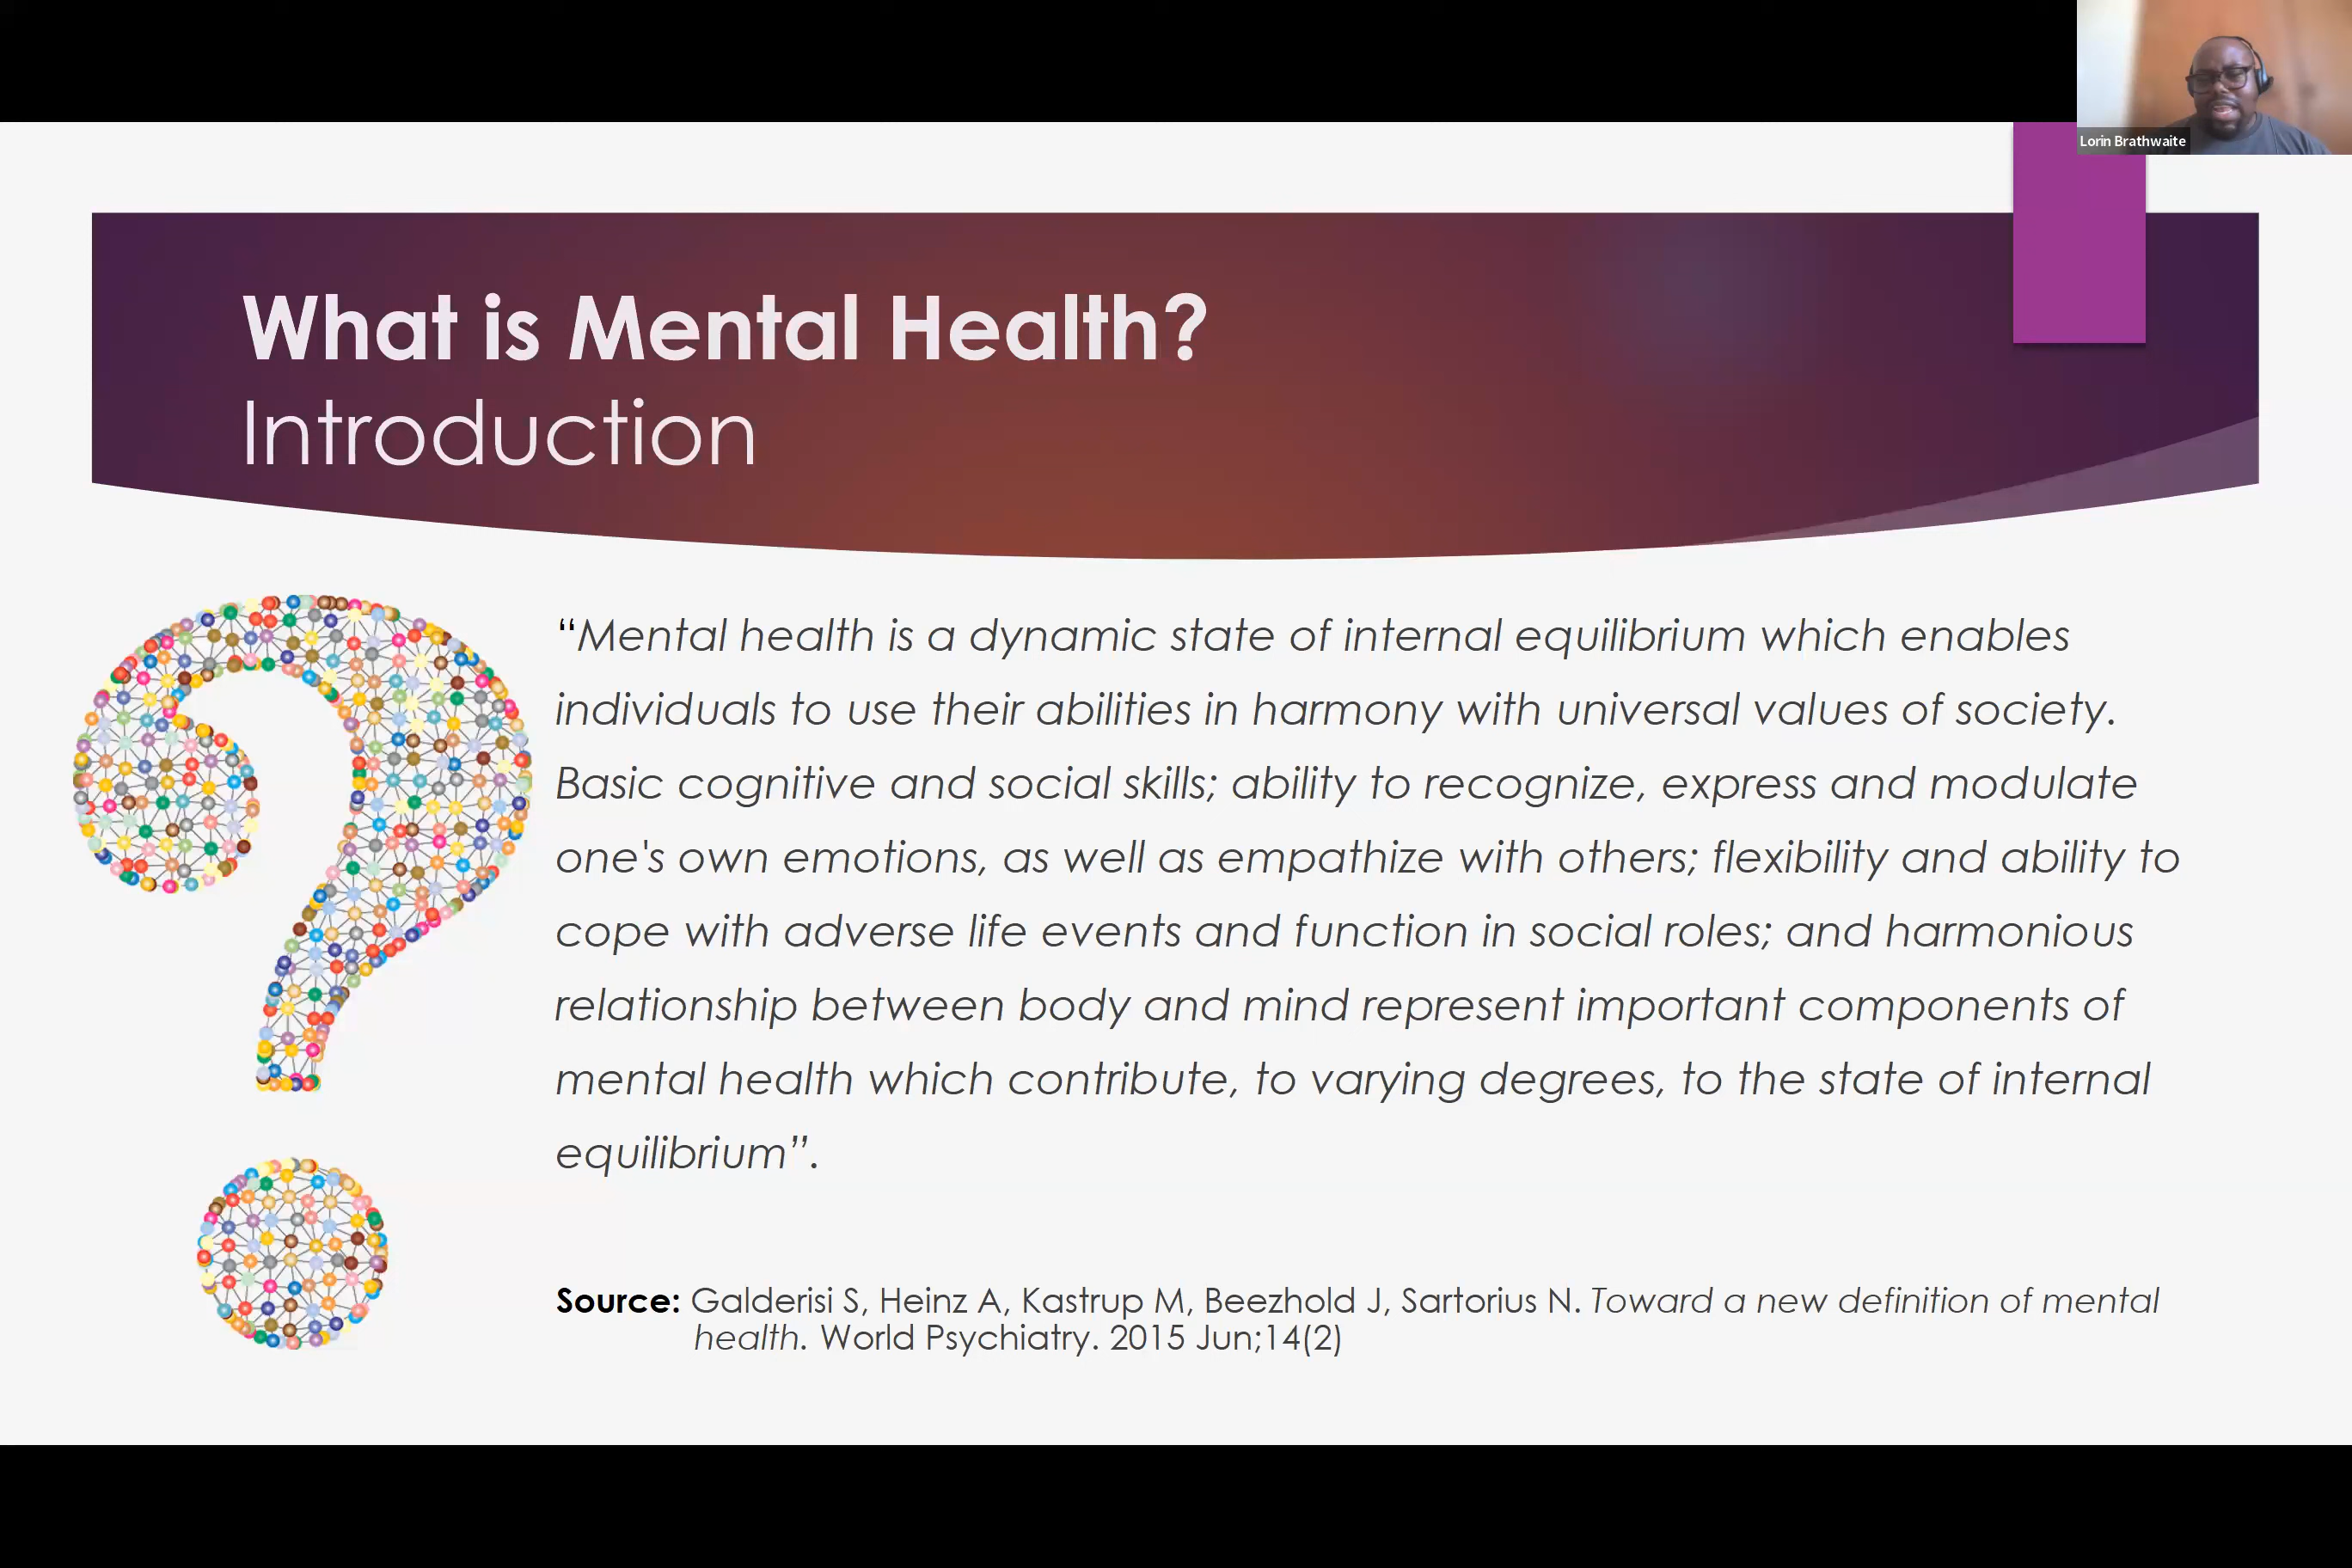 Lorin Brathwaite
What is Mental Health?
Introduction
“Mental health is a dynamic state of internal equilibrium which enables
individuals to use their abilities in harmony with universal values of society.
Basic cognitive and social skills; ability to recognize, express and modulate
one's own emotions, as well as empathize with others; flexibility and ability to
cope with adverse life events and function in social roles; and harmonious
relationship between body and mind represent important components of
mental health which contribute, to varying degrees, to the state of internal
equilibrium”.
Source: Galderisi S, Heinz A, Kastrup M, Beezhold J, Sartorius N. Toward a new definition of mental
health. World Psychiatry. 2015 Jun;14(2)